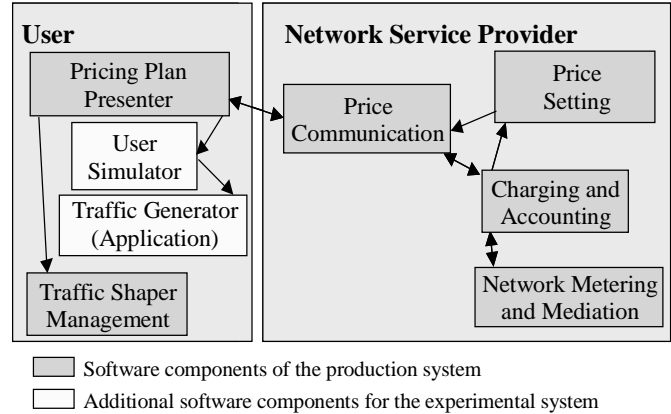 User
Pricing Plan
Presenter
User
Simulator
Traffic Generator
(Application)
Traffic Shaper
Management
Network Service Provider
Price
Communication
Price
Setting
Charging and
Accounting
Network Metering
and Mediation
Software components of the production system
Additional software components for the experimental system